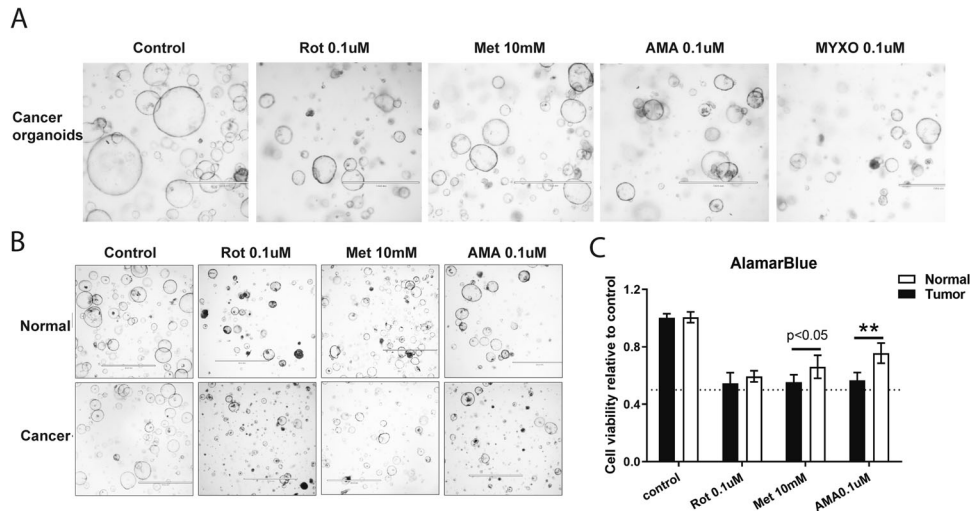 A
Control Rot 0.1uM Met 10mM AMA 0.1uM MYXO 0.1uM
Cancer
organoids
B
Control Rot 0.1uM Met 10mM AMA 0.1uM
Normal
Cancer
C
AlamarBlue
Normal
Tumor
Cell viability relative to control
1.2
0.8
0.4
0.0
p<0.05
**
control
Rot 0.1uM
Met 10mM
AMA0.1uM